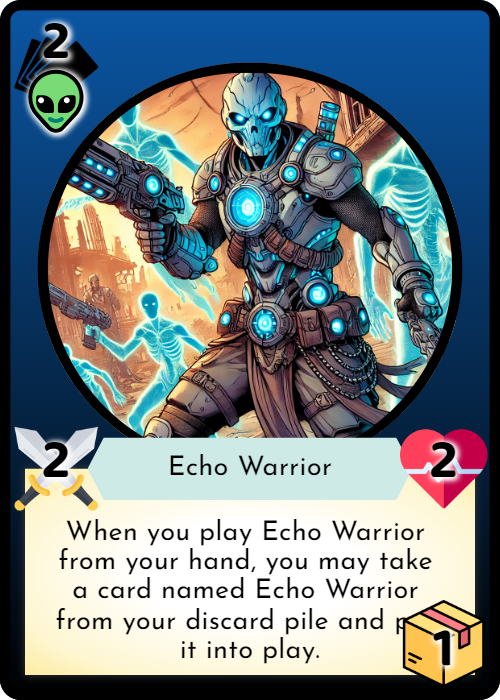 2
2
Echo Warrior
2
When you play Echo Warrior
from your hand, you may take
a card named Echo Warrior
from your discard pile and
it into play.
1